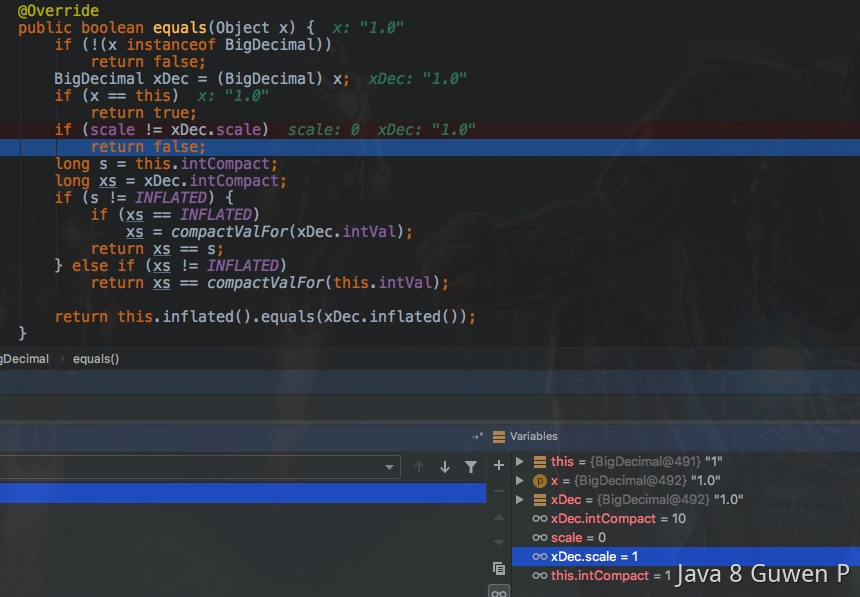 @Override
public boolean equals(Object x) {  x: "1.0"
    if (!(x instanceof BigDecimal))
        return false;
    BigDecimal xDec = (BigDecimal) x;  xDec: "1.0"
    if (x == this)  x: "1.0"
        return true;
    if (scale != xDec.scale)  scale: 0  xDec: "1.0"
        return false;
    long s = this.intCompact;
    long xs = xDec.intCompact;
    if (s != INFLATED) {
        if (xs == INFLATED)
            xs = compactValFor(xDec.intVal);
        return xs == s;
    } else if (xs != INFLATED)
        return xs == compactValFor(this.intVal);

    return this.inflated().equals(xDec.inflated());
}
gDecimal › equals()
Variables
this = {BigDecimal@491} "1"
p x = {BigDecimal@492} "1.0"
xDec = {BigDecimal@492} "1.0"
xDec.intCompact = 10
scale = 0
xDec.scale = 1
this.intCompact = 1
Java 8 Guwen P